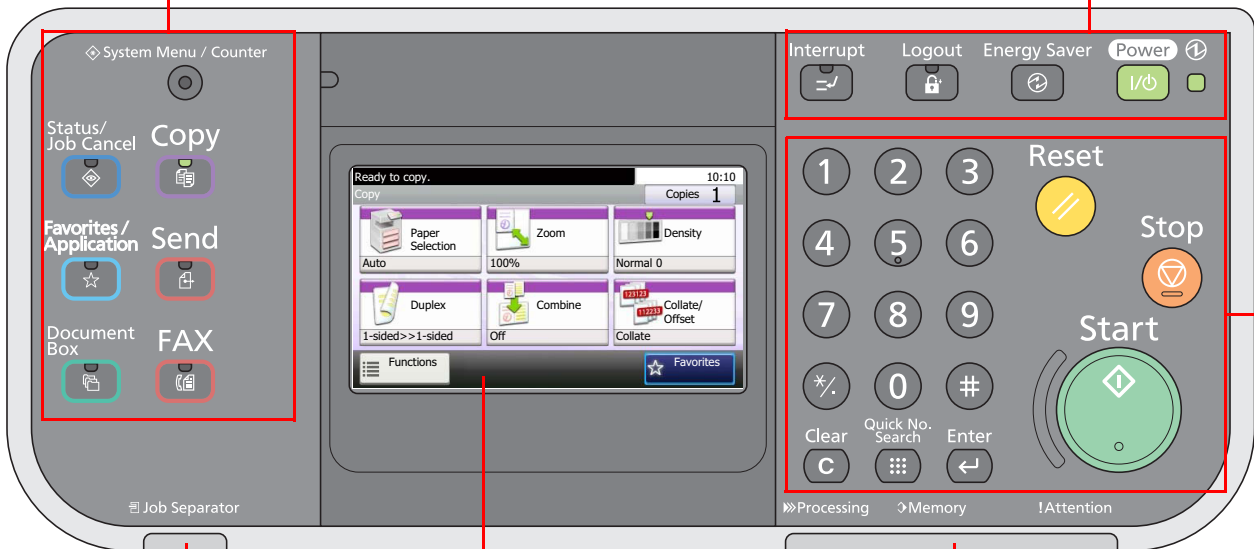 System Menu / Counter
Status/
Job Cancel
Copy
Favorites /
Application
Send
Document
Box
FAX
Job Separator
Ready to copy.
10:10
Copy
Copies 1
Paper
Selection
Auto
Zoom
100%
Density
Normal 0
Duplex
1-sided>>1-sided
Combine
Off
123123
112233
Collate/
Offset
Collate
Functions
Favorites
Interrupt
Logout
Energy Saver
Power
I/⏻
1
2
3
4
5
6
7
8
9
*/.
0
#
Clear
C
Quick No.
Search
Enter
Reset
Stop
Start
Processing
Memory
!Attention